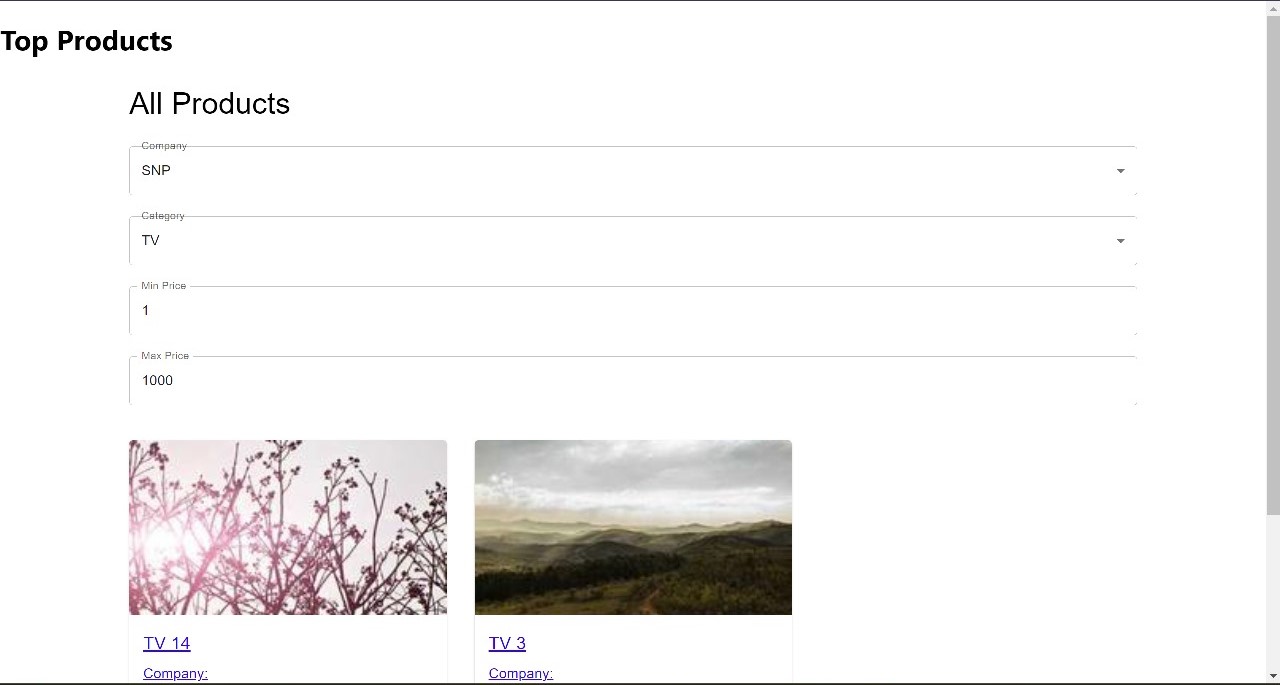 Top Products
All Products
Company
SNP
Category
TV
Min Price
1
Max Price
1000
TV 14
Company:
TV 3
Company: